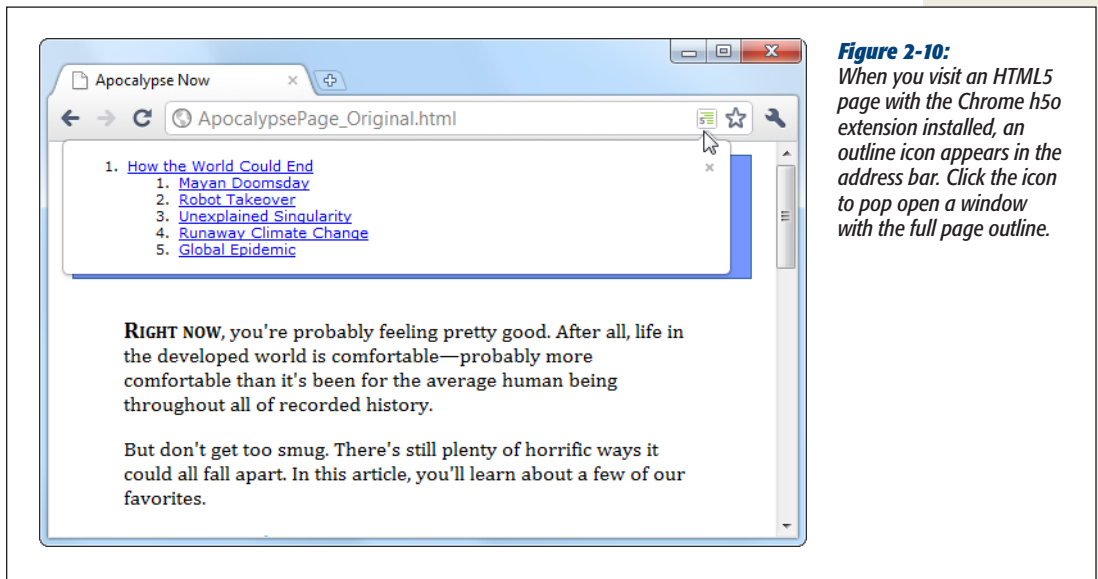 Apocalypse Now
ApocalypsePage_Original.html
1. How the World Could End
1. Mayan Doomsday
2. Robot Takeover
3. Unexplained Singularity
4. Runaway Climate Change
5. Global Epidemic
RIGHT NOW, you're probably feeling pretty good. After all, life in
the developed world is comfortable—probably more
comfortable than it's been for the average human being
throughout all of recorded history.
But don't get too smug. There's still plenty of horrific ways it
could all fall apart. In this article, you'll learn about a few of our
favorites.
Figure 2-10:
When you visit an HTML5
page with the Chrome h5o
extension installed, an
outline icon appears in the
address bar. Click the icon
to pop open a window
with the full page outline.